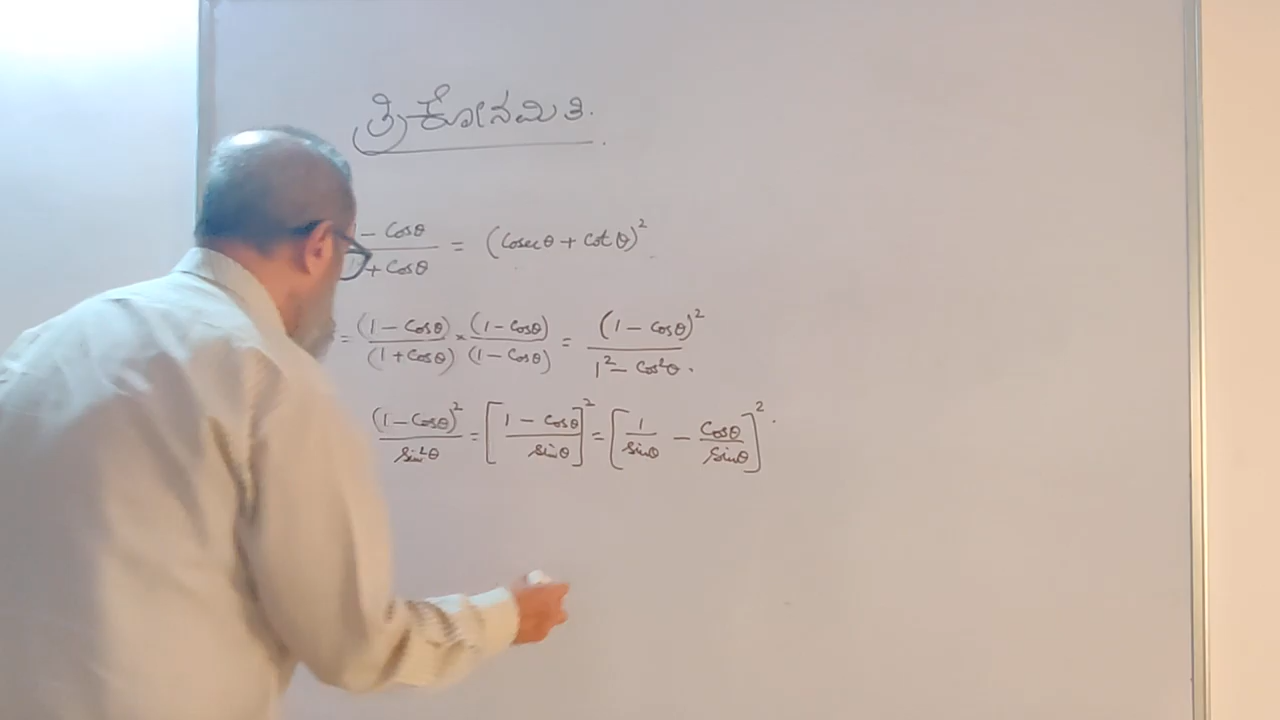 ತ್ರಿಕೋನಮಿತಿ.
- Cosθ / + Cosθ = (Cosecθ + Cot θ)²
= (1 - Cosθ) / (1 + Cosθ) × (1 - Cosθ) / (1 - Cosθ) = (1 - Cosθ)² / 1² - Cos²θ.
(1 - Cosθ)² / sin²θ = [1 - Cosθ / sinθ]² = [1 / sinθ - Cosθ / sinθ]².